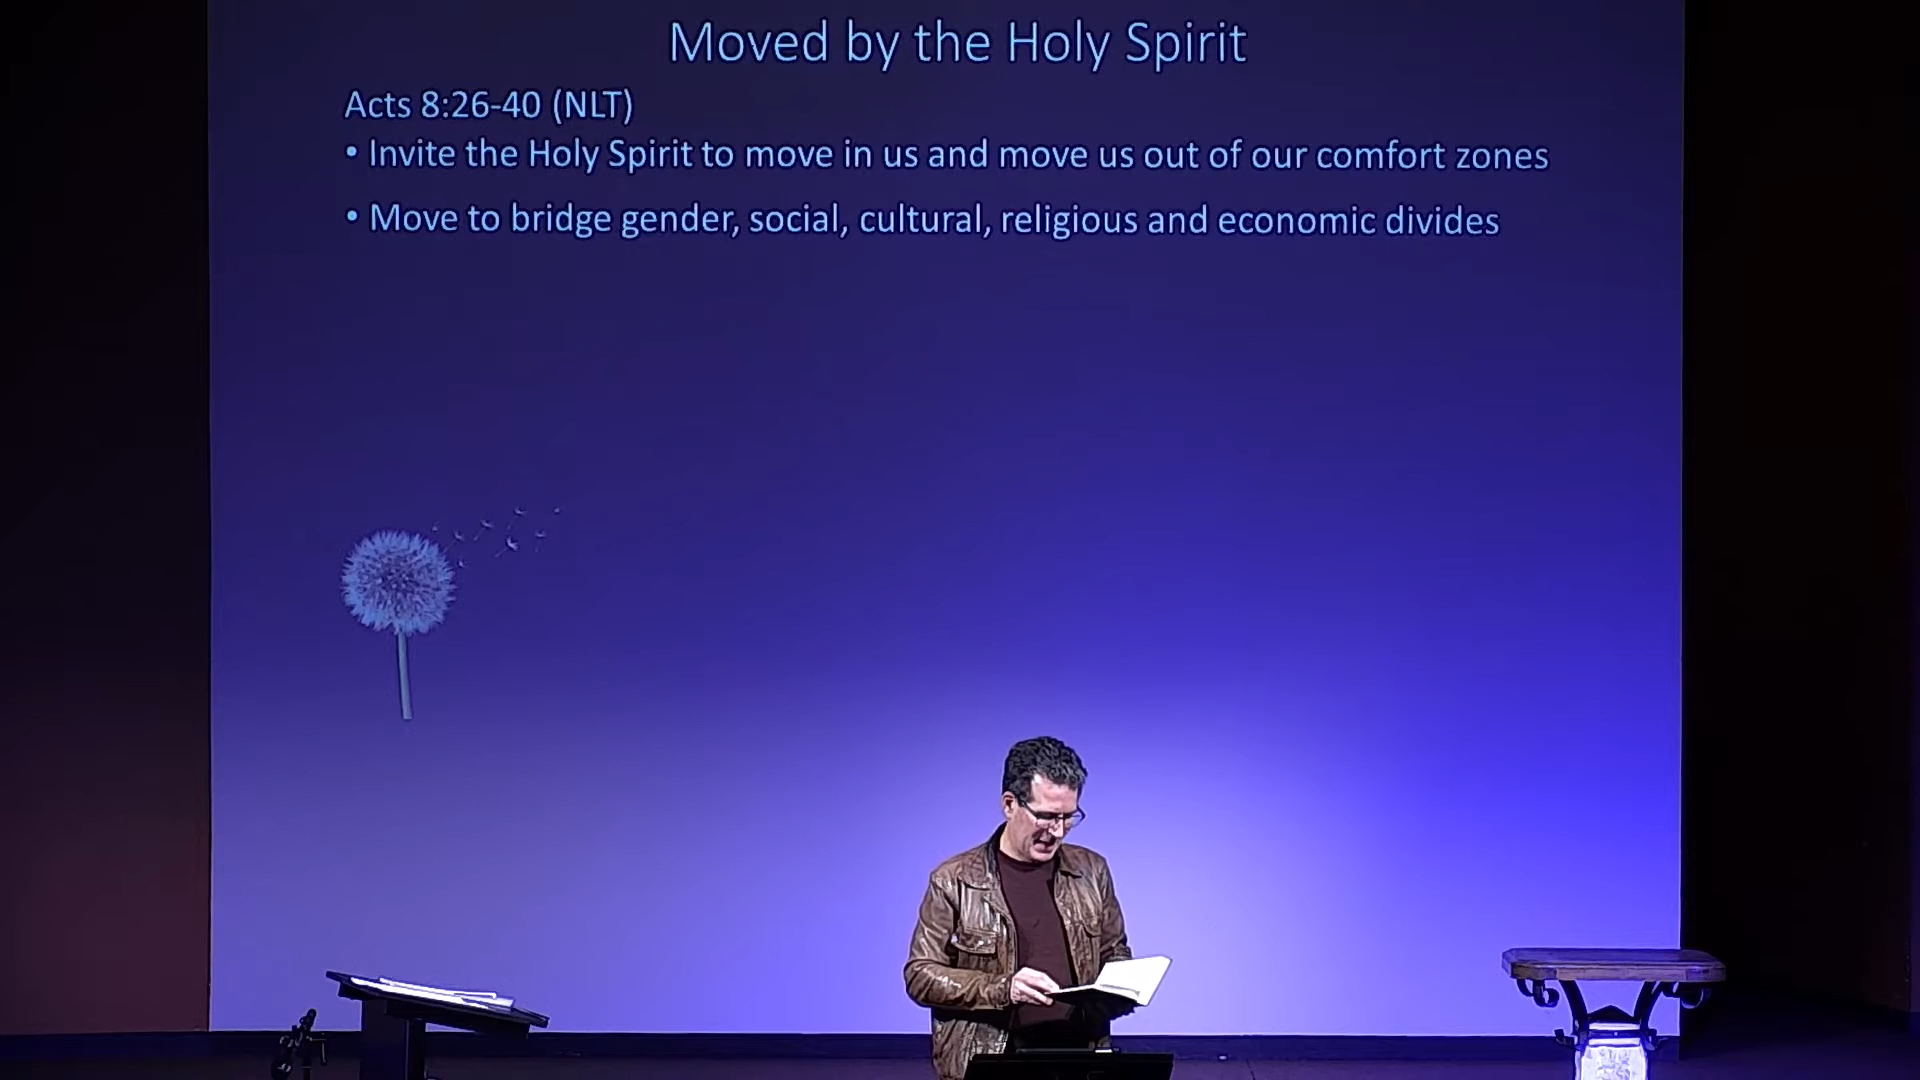 Moved by the Holy Spirit
Acts 8:26-40 (NLT)
• Invite the Holy Spirit to move in us and move us out of our comfort zones
• Move to bridge gender, social, cultural, religious and economic divides